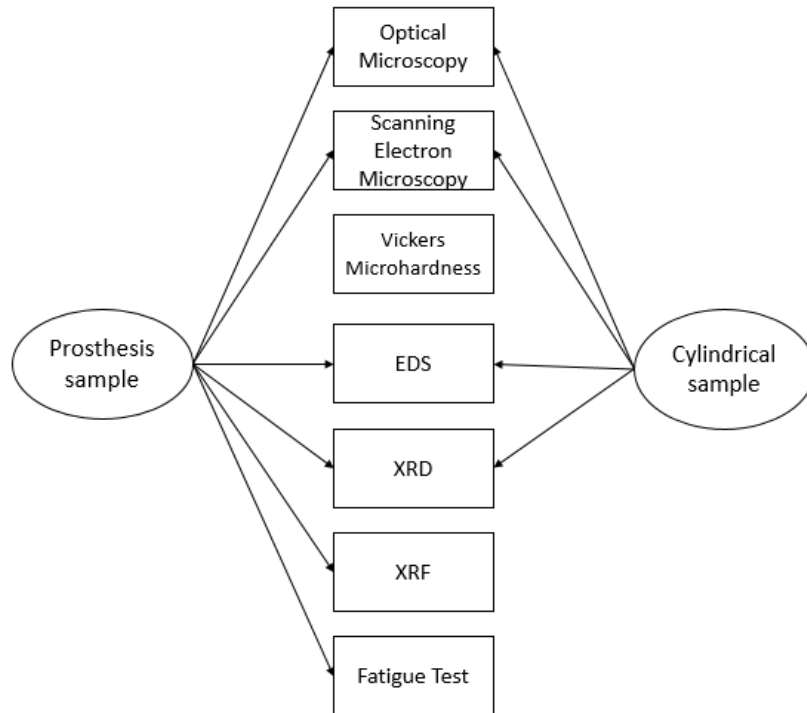 Optical
Microscopy
Scanning
Electron
Microscopy
Vickers
Microhardness
Prosthesis
sample
EDS
Cylindrical
sample
XRD
XRF
Fatigue Test